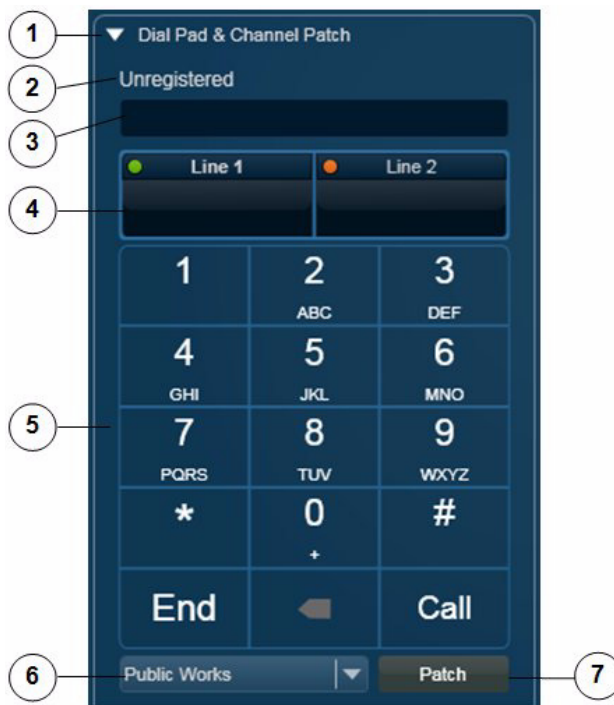 1 Dial Pad & Channel Patch
2 Unregistered
3
Line 1 Line 2
4
1 2 3
ABC DEF
4 5 6
GHI JKL MNO
5
7 8 9
PQRS TUV WXYZ
* 0 #
+
End Call
6 Public Works Patch 7